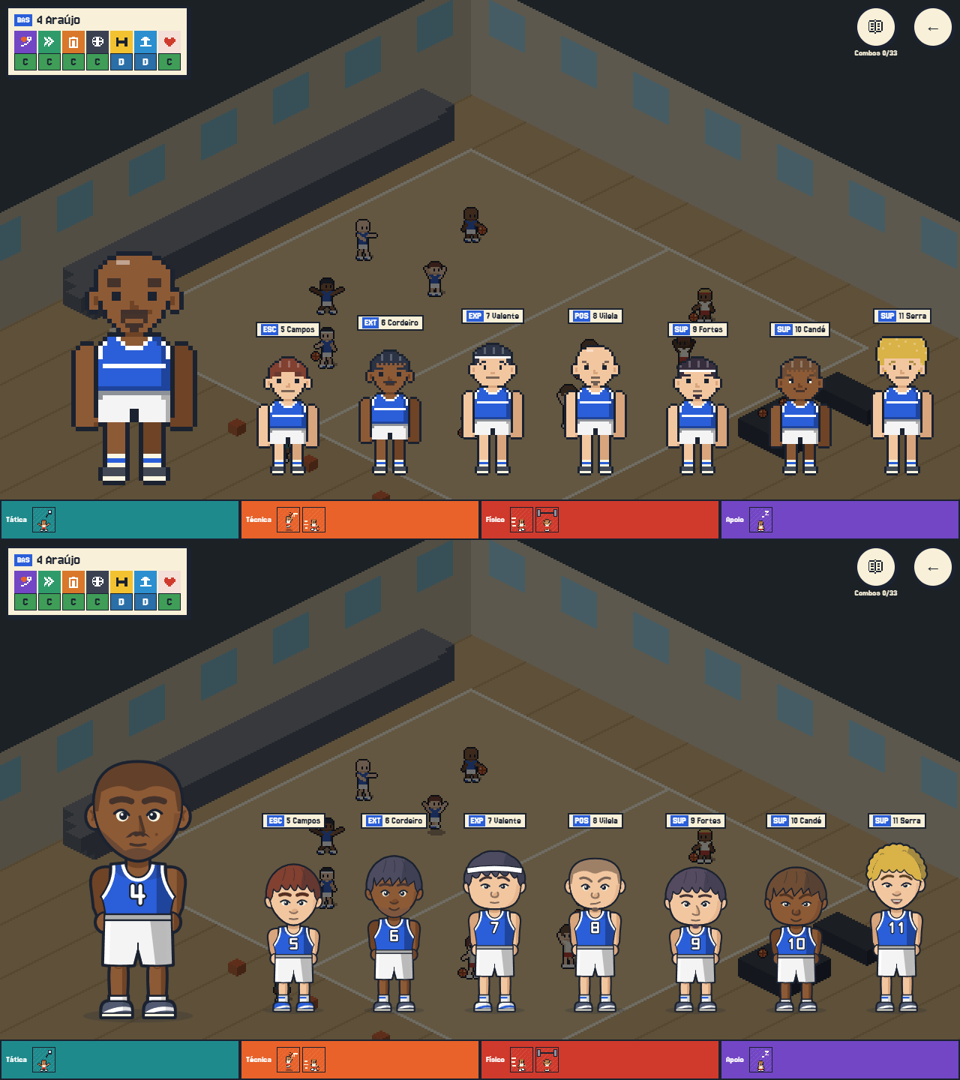 BAS 4 Araújo
C C C C D D C
Combos 0/33
ESC 5 Campos
EXT 6 Cordeiro
EXP 7 Valente
POS 8 Vilela
SUP 9 Fortes
SUP 10 Candé
SUP 11 Serra
Tática
Técnica
Físico
Apoio
BAS 4 Araújo
C C C C D D C
Combos 0/33
ESC 5 Campos
EXT 6 Cordeiro
EXP 7 Valente
POS 8 Vilela
SUP 9 Fortes
SUP 10 Candé
SUP 11 Serra
4
5
6
7
8
9
10
11
Tática
Técnica
Físico
Apoio